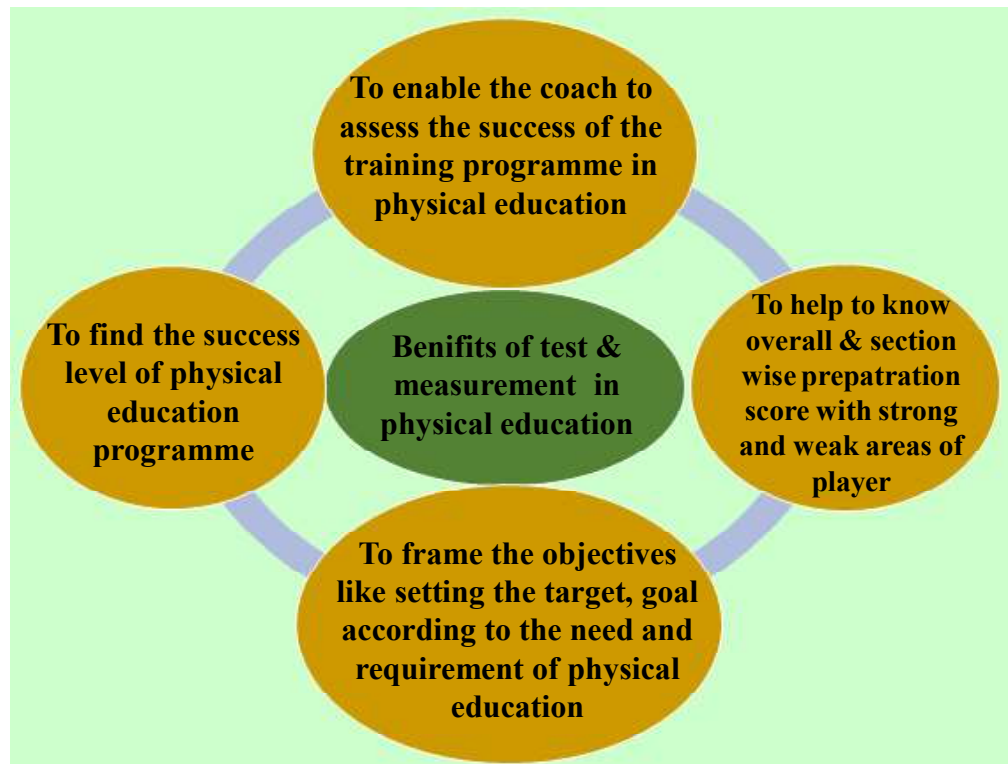 To enable the coach to
assess the success of the
training programme in
physical education
To find the success
level of physical
education
programme
Benifits of test &
measurement in
physical education
To help to know
overall & section
wise prepatration
score with strong
and weak areas of
player
To frame the objectives
like setting the target, goal
according to the need and
requirement of physical
education